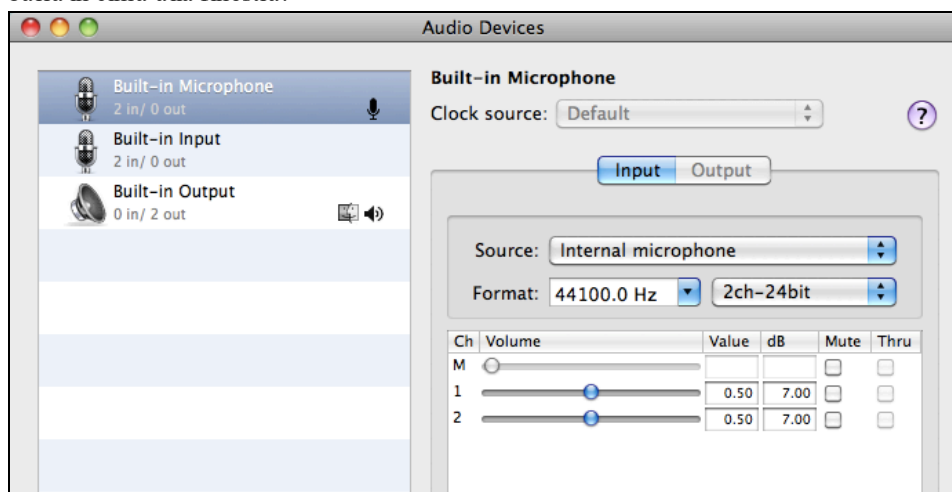 Audio Devices
Built-in Microphone
2 in/ 0 out
Built-in Input
2 in/ 0 out
Built-in Output
0 in/ 2 out
Built-in Microphone
Clock source: Default
?
Input Output
Source: Internal microphone
Format: 44100.0 Hz 2ch-24bit
Ch Volume Value dB Mute Thru
M
1 0.50 7.00
2 0.50 7.00